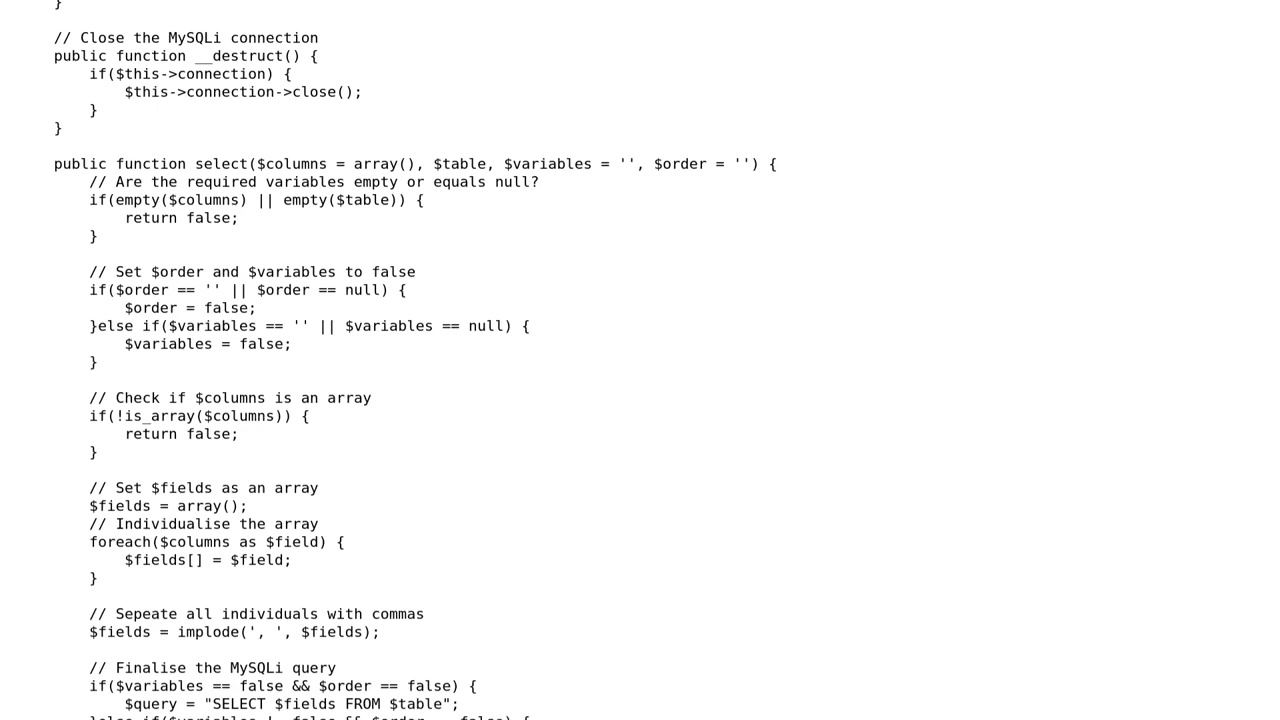 }
// Close the MySQLi connection
public function __destruct() {
if($this->connection) {
$this->connection->close();
}
}
public function select($columns = array(), $table, $variables = '', $order = '') {
// Are the required variables empty or equals null?
if(empty($columns) || empty($table)) {
return false;
}
// Set $order and $variables to false
if($order == '' || $order == null) {
$order = false;
}else if($variables == '' || $variables == null) {
$variables = false;
}
// Check if $columns is an array
if(!is_array($columns)) {
return false;
}
// Set $fields as an array
$fields = array();
// Individualise the array
foreach($columns as $field) {
$fields[] = $field;
}
// Sepeate all individuals with commas
$fields = implode(', ', $fields);
// Finalise the MySQLi query
if($variables == false && $order == false) {
$query = "SELECT $fields FROM $table";